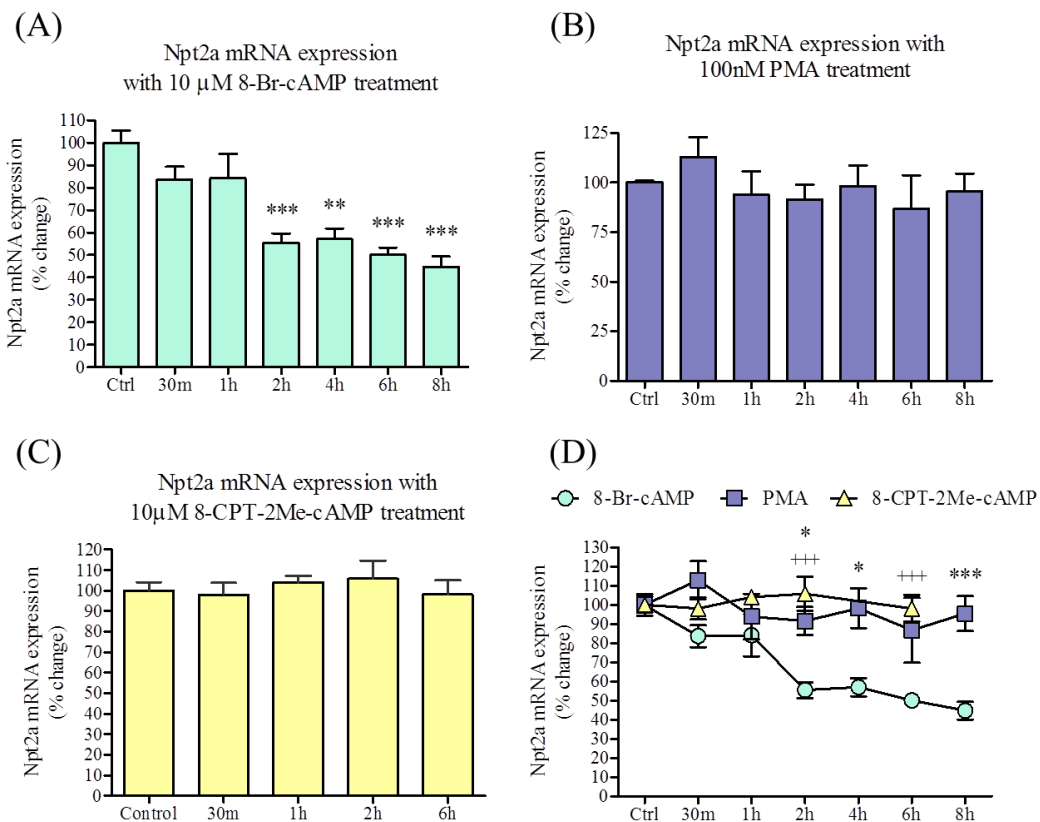 (A)
Npt2a mRNA expression
with 10 µM 8-Br-cAMP treatment
Npt2a mRNA expression
(% change)
110
100
90
80
70
60
50
40
30
20
10
0
***
**
***
***
Ctrl 30m 1h 2h 4h 6h 8h
(B)
Npt2a mRNA expression with
100nM PMA treatment
Npt2a mRNA expression
(% change)
125
100
75
50
25
0
Ctrl 30m 1h 2h 4h 6h 8h
(C)
Npt2a mRNA expression with
10µM 8-CPT-2Me-cAMP treatment
Npt2a mRNA expression
(% change)
120
110
100
90
80
70
60
50
40
30
20
10
0
Control 30m 1h 2h 6h
(D)
8-Br-cAMP PMA 8-CPT-2Me-cAMP
Npt2a mRNA expression
(% change)
130
120
110
100
90
80
70
60
50
40
30
20
10
0
*
+++
*
+++
***
Ctrl 30m 1h 2h 4h 6h 8h